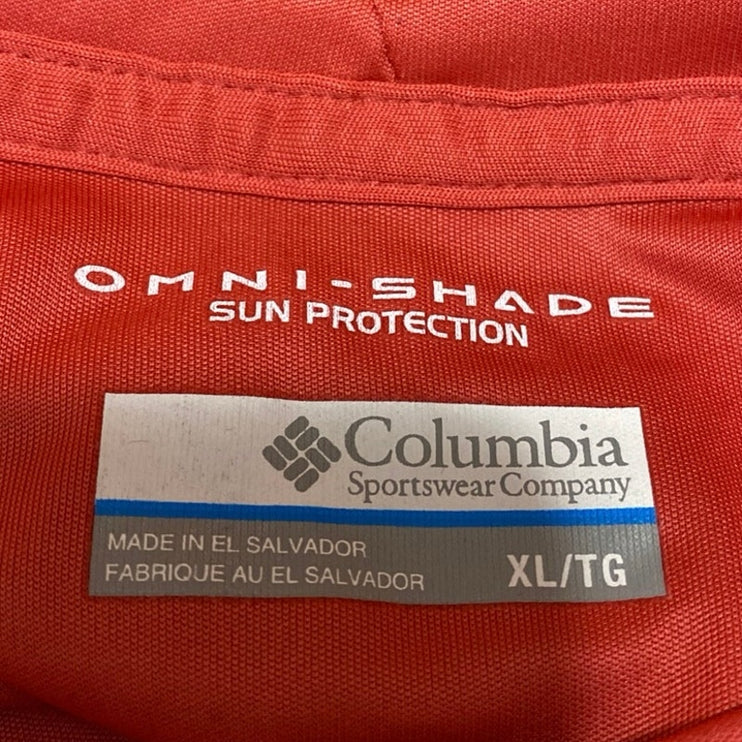 OMNI-SHADE
SUN PROTECTION
Columbia
Sportswear Company
MADE IN EL SALVADOR
FABRIQUE AU EL SALVADOR
XL/TG